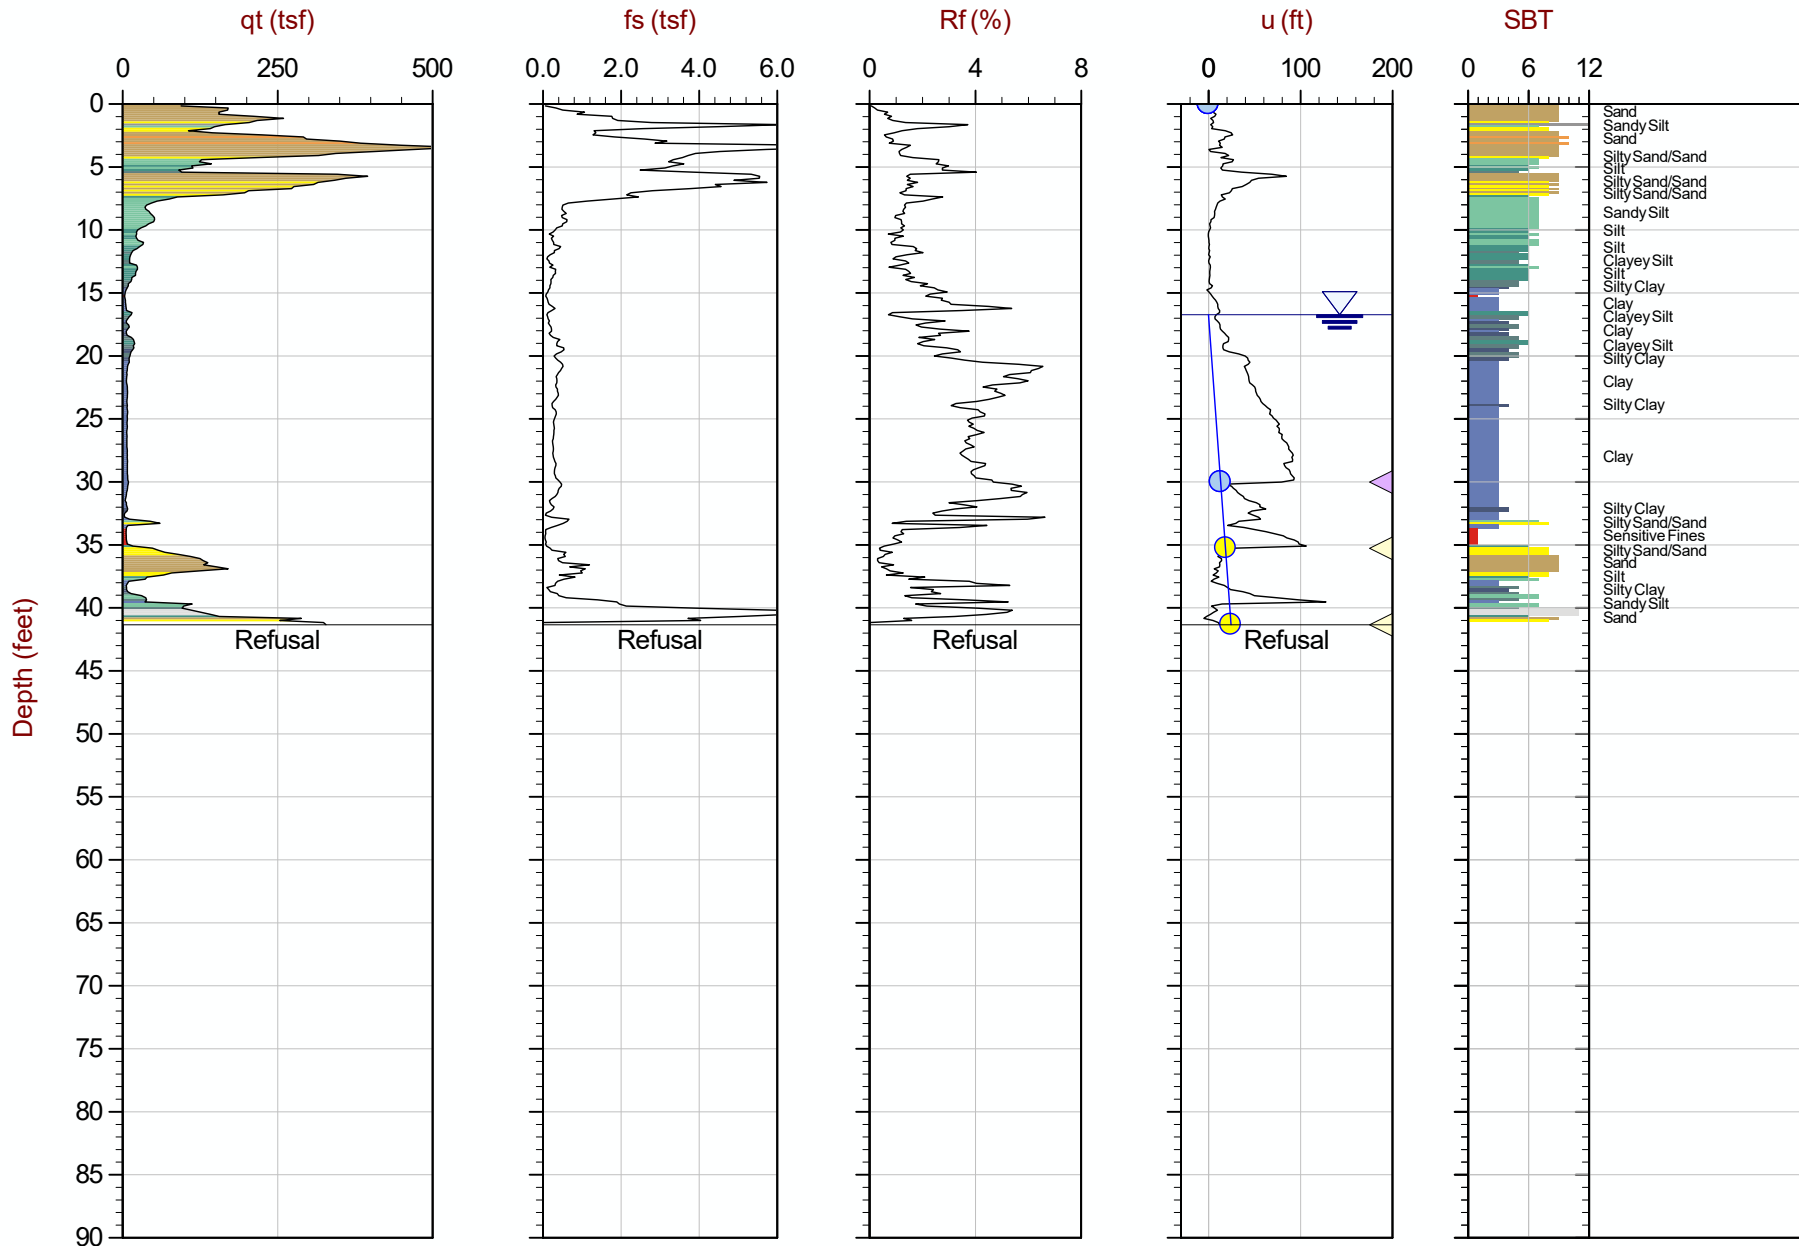 qt (tsf)
fs (tsf)
Rf (%)
u (ft)
SBT
0 250 500
0.0 2.0 4.0 6.0
0 4 8
0 100 200
0 6 12
Depth (feet)
0
5
10
15
20
25
30
35
40
45
50
55
60
65
70
75
80
85
90
Refusal
Refusal
Refusal
Refusal
Sand
Sandy Silt
Sand
Silty Sand/Sand
Silt
Silty Sand/Sand
Silty Sand/Sand
Sandy Silt
Silt
Silt
Clayey Silt
Silt
Silty Clay
Clay
Clayey Silt
Clay
Clayey Silt
Silty Clay
Clay
Silty Clay
Clay
Silty Clay
Silty Sand/Sand
Sensitive Fines
Silty Sand/Sand
Sand
Silt
Silty Clay
Sandy Silt
Sand